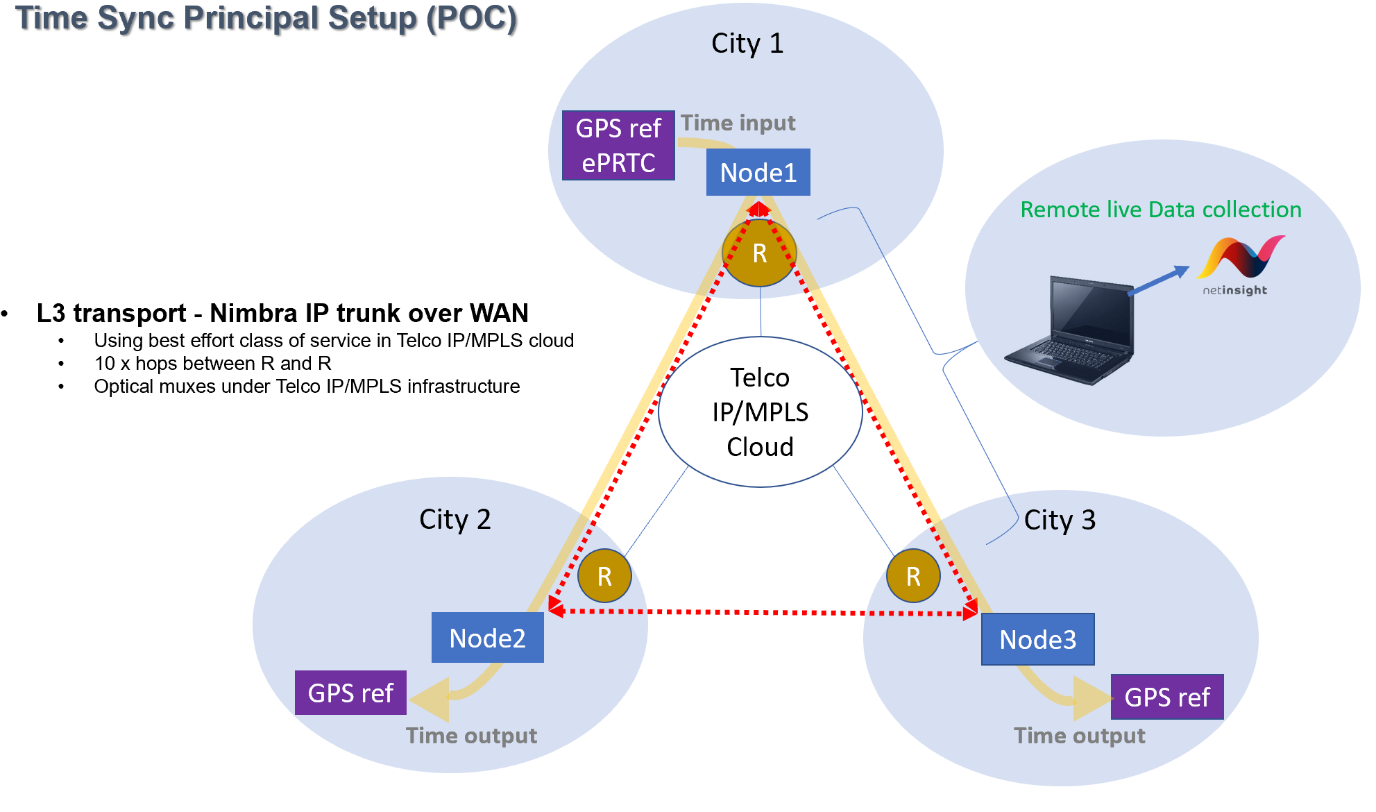 Time Sync Principal Setup (POC)
City 1
GPS ref
ePRTC
Time input
Node1
R
Remote live Data collection
netinsight
• L3 transport - Nimbra IP trunk over WAN
• Using best effort class of service in Telco IP/MPLS cloud
• 10 x hops between R and R
• Optical muxes under Telco IP/MPLS infrastructure
Telco
IP/MPLS
Cloud
City 2
R
Node2
GPS ref
Time output
City 3
R
Node3
GPS ref
Time output